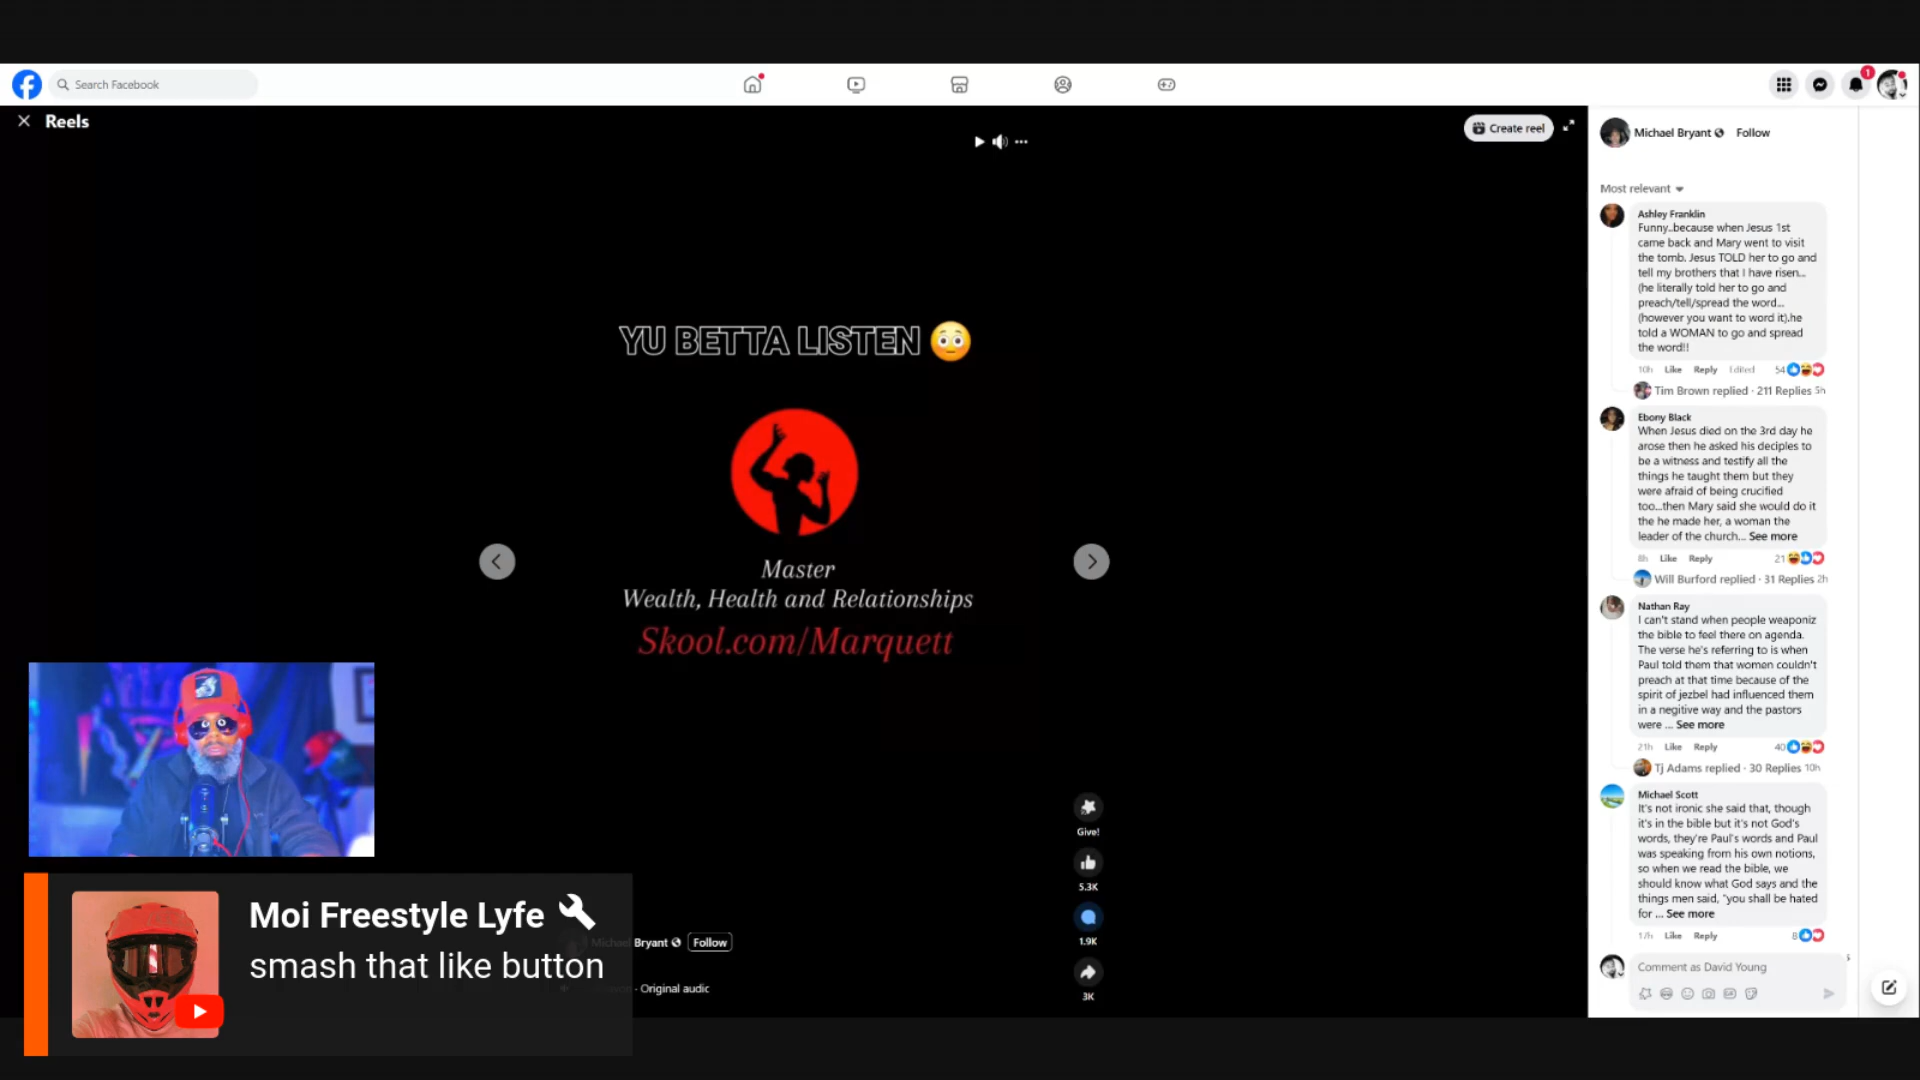 Search Facebook
1
Reels
Create reel
YU BETTA LISTEN
Master
Wealth, Health and Relationships
Skool.com/Marquett
Give!
5.3K
1.9K
3K
Michael Bryant
Follow
Original audio
Moi Freestyle Lyfe
smash that like button
Michael Bryant
Follow
Most relevant
Ashley Franklin
Funny..because when Jesus 1st
came back and Mary went to visit
the tomb. Jesus TOLD her to go and
tell my brothers that I have risen...
(he literally told her to go and
preach/tell/spread the word...
(however you want to word it).he
told a WOMAN to go and spread
the word!!
10h Like Reply Edited 54
Tim Brown replied · 211 Replies 5h
Ebony Black
When Jesus died on the 3rd day he
arose then he asked his deciples to
be a witness and testify all the
things he taught them but they
were afraid of being crucified
too...then Mary said she would do it
the he made her, a woman the
leader of the church... See more
8h Like Reply 21
Will Burford replied · 31 Replies 2h
Nathan Ray
I can't stand when people weaponiz
the bible to feel there on agenda.
The verse he's referring to is when
Paul told them that women couldn't
preach at that time because of the
spirit of jezbel had influenced them
in a negitive way and the pastors
were ... See more
21h Like Reply 40
Tj Adams replied · 30 Replies 10h
Michael Scott
It's not ironic she said that, though
it's in the bible but it's not God's
words, they're Paul's words and Paul
was speaking from his own notions,
so when we read the bible, we
should know what God says and the
things men said, "you shall be hated
for ... See more
17h Like Reply 8
Comment as David Young